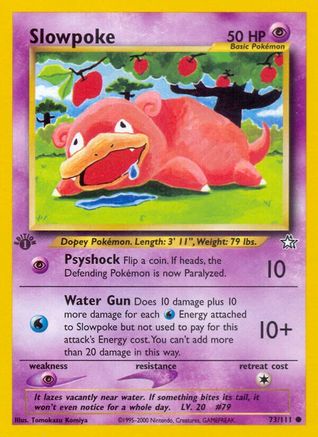 Slowpoke
50 HP
Basic Pokémon
EDITION
1
Dopey Pokémon. Length: 3' 11", Weight: 79 lbs.
Psyshock Flip a coin. If heads, the
Defending Pokémon is now Paralyzed.
10
Water Gun Does 10 damage plus 10
more damage for each Energy attached
to Slowpoke but not used to pay for this
attack's Energy cost. You can't add more
than 20 damage in this way.
10+
weakness
resistance
retreat cost
It lazes vacantly near water. If something bites its tail, it
won't even notice for a whole day. LV. 20 #79
Illus. Tomokazu Komiya
©1995-2000 Nintendo, Creatures, GAMEFREAK.
73/111